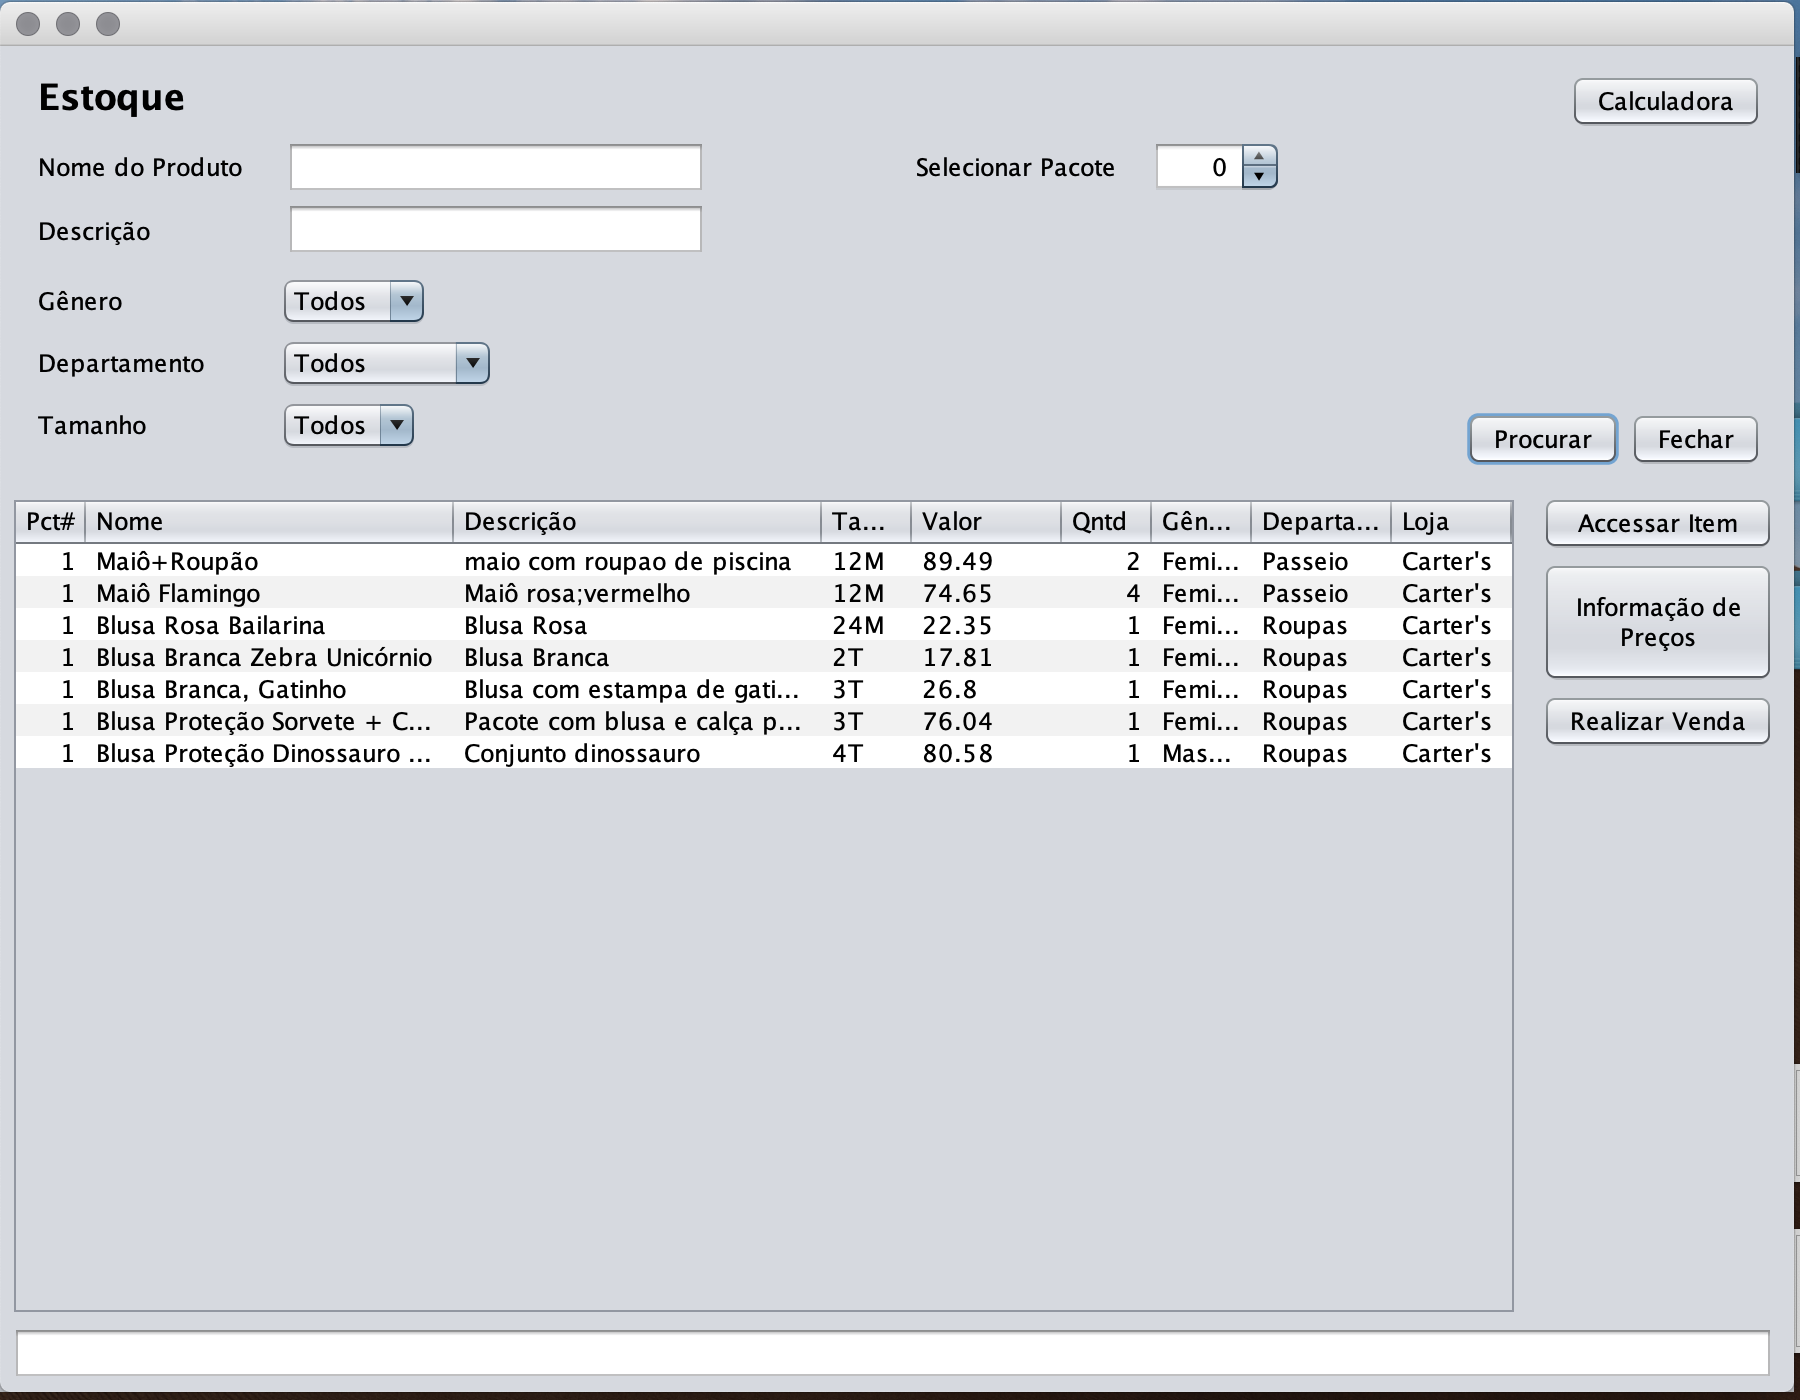 Estoque
Calculadora
Nome do Produto
Selecionar Pacote 0
Descrição
Gênero Todos
Departamento Todos
Tamanho Todos
Procurar Fechar
Pct# Nome Descrição Ta... Valor Qntd Gên... Departa... Loja
1 Maiô+Roupão maio com roupao de piscina 12M 89.49 2 Femi... Passeio Carter's
1 Maiô Flamingo Maiô rosa;vermelho 12M 74.65 4 Femi... Passeio Carter's
1 Blusa Rosa Bailarina Blusa Rosa 24M 22.35 1 Femi... Roupas Carter's
1 Blusa Branca Zebra Unicórnio Blusa Branca 2T 17.81 1 Femi... Roupas Carter's
1 Blusa Branca, Gatinho Blusa com estampa de gati... 3T 26.8 1 Femi... Roupas Carter's
1 Blusa Proteção Sorvete + C... Pacote com blusa e calça p... 3T 76.04 1 Femi... Roupas Carter's
1 Blusa Proteção Dinossauro ... Conjunto dinossauro 4T 80.58 1 Mas... Roupas Carter's
Accessar Item
Informação de
Preços
Realizar Venda